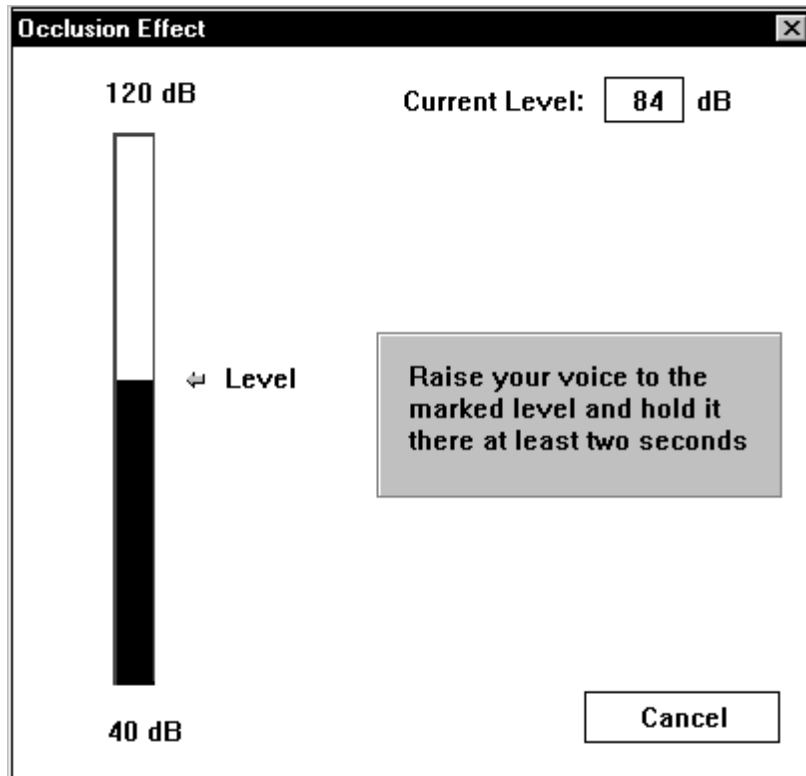 Occlusion Effect
120 dB
Current Level: 84 dB
Level
Raise your voice to the
marked level and hold it
there at least two seconds
40 dB
Cancel